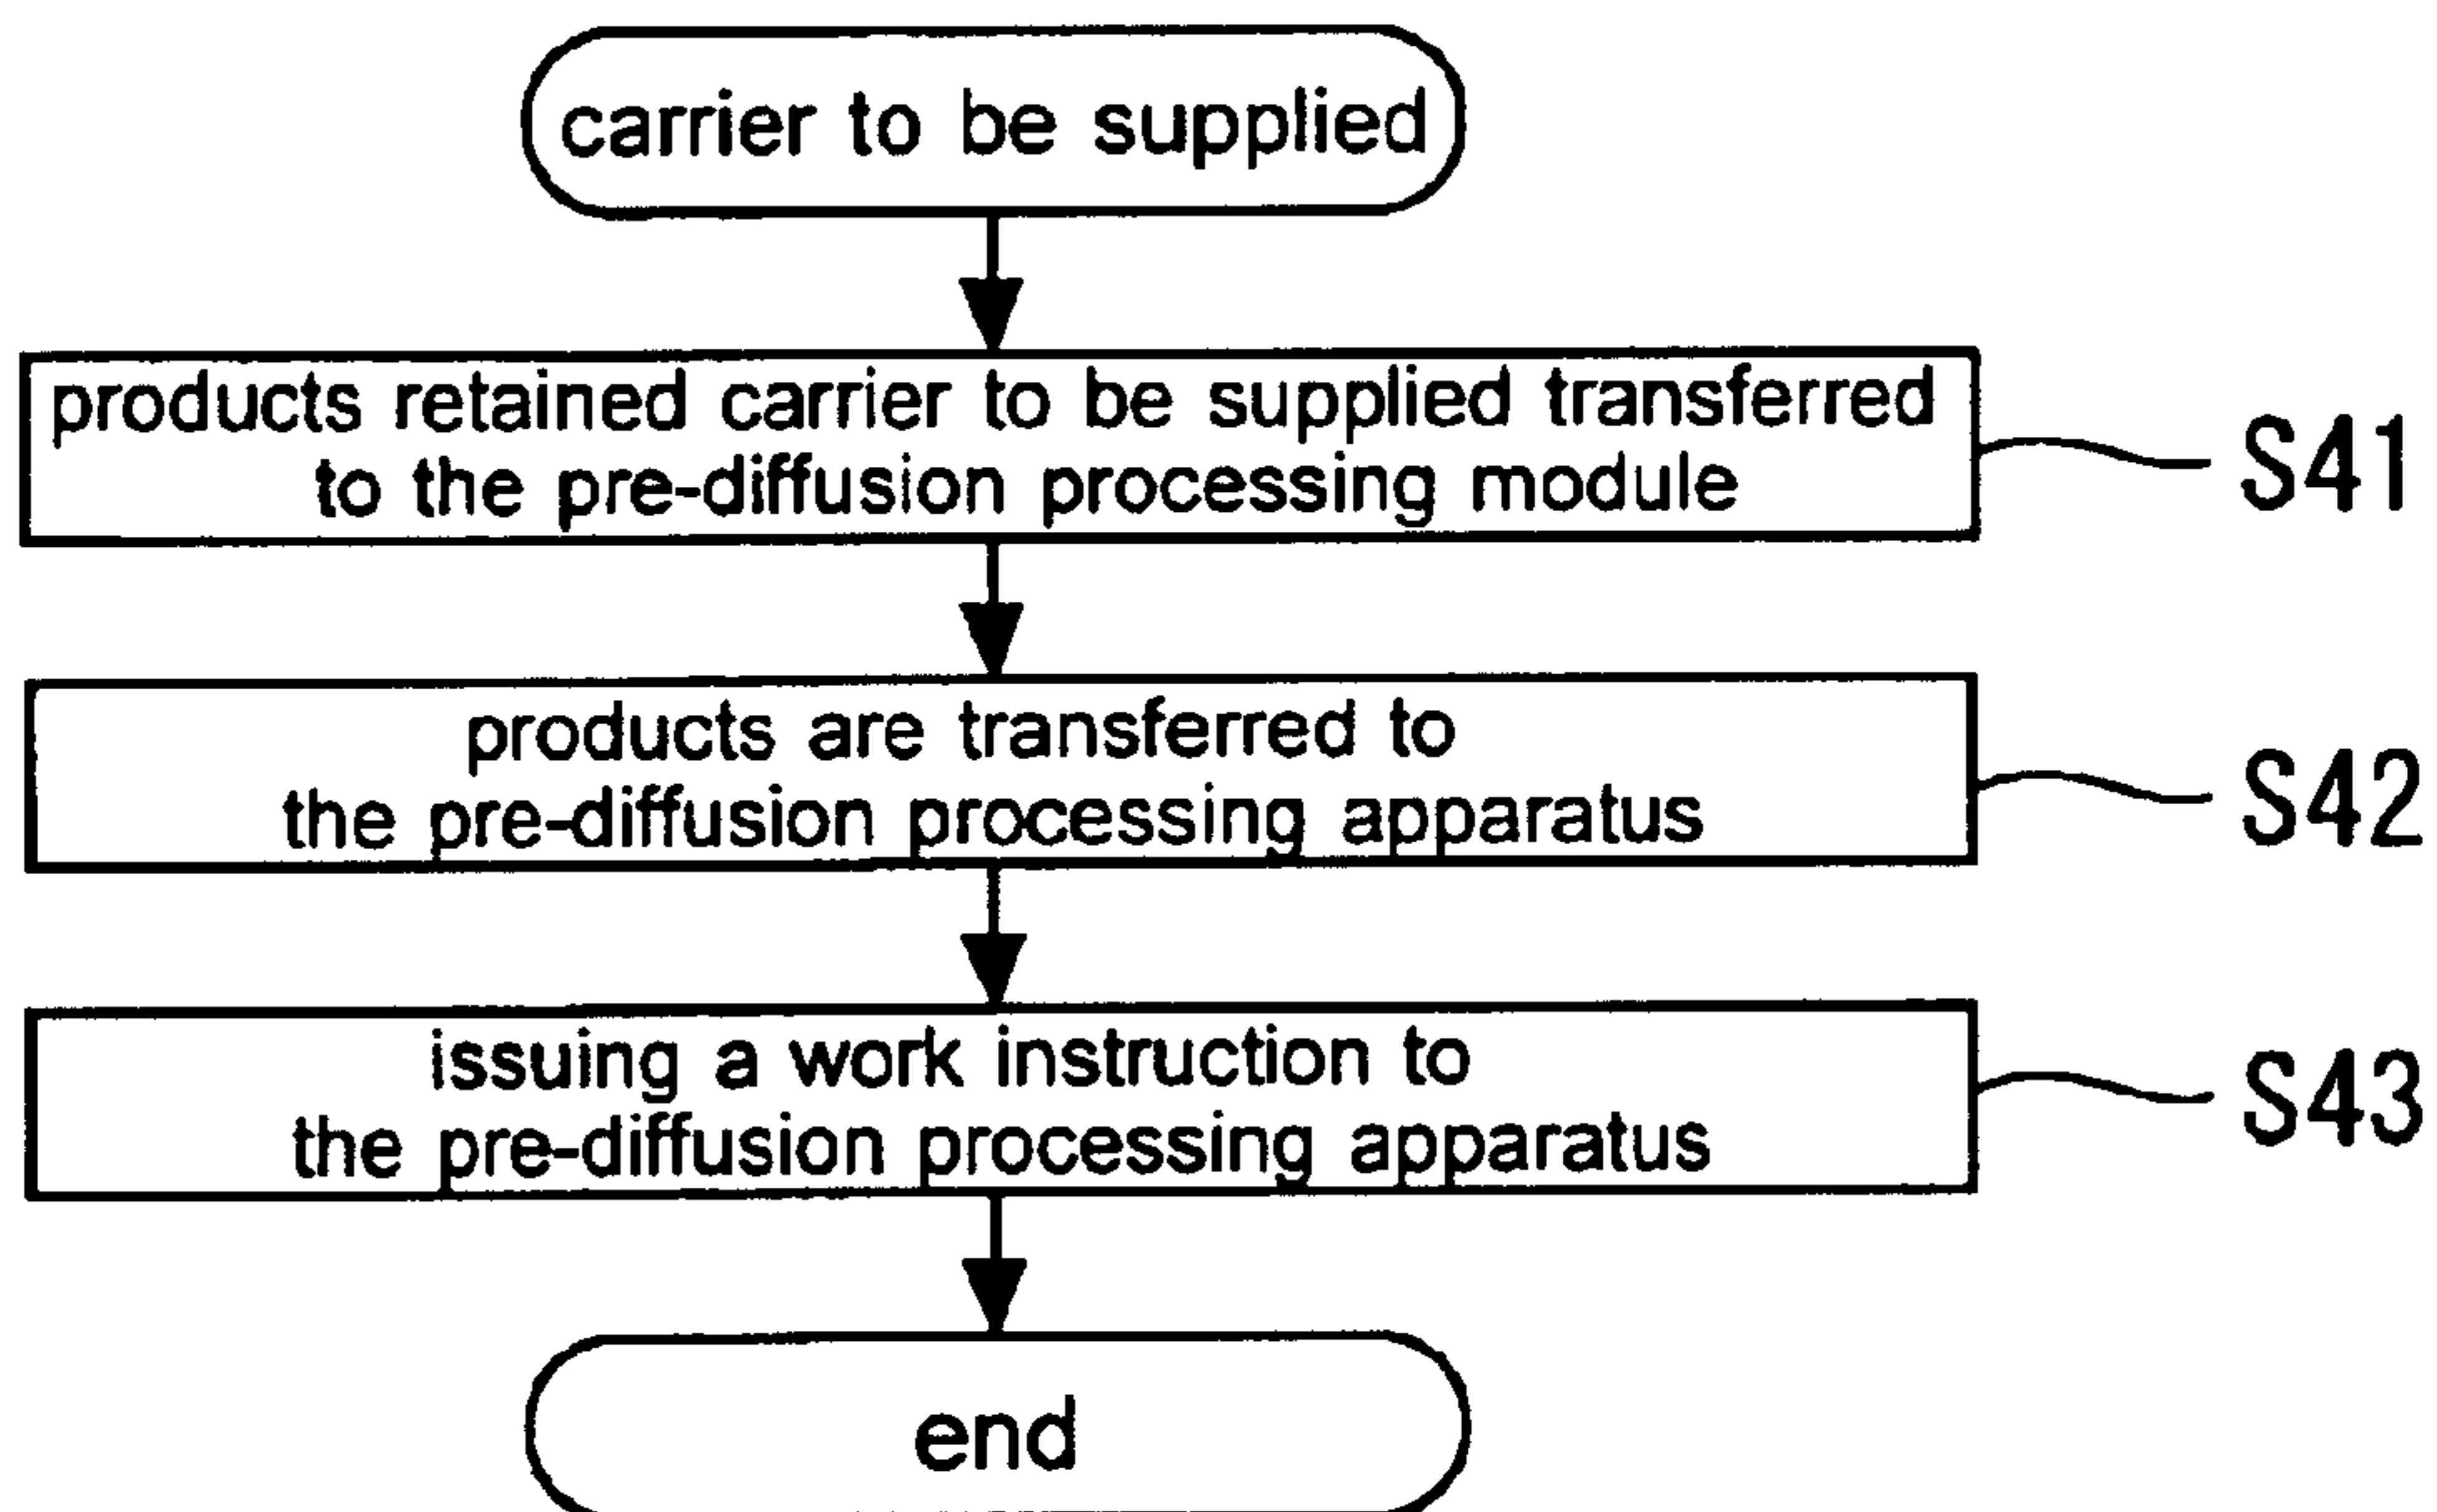 carrier to be supplied
products retained carrier to be supplied transferred
to the pre-diffusion processing module
S41
products are transferred to
the pre-diffusion processing apparatus
S42
issuing a work instruction to
the pre-diffusion processing apparatus
S43
end